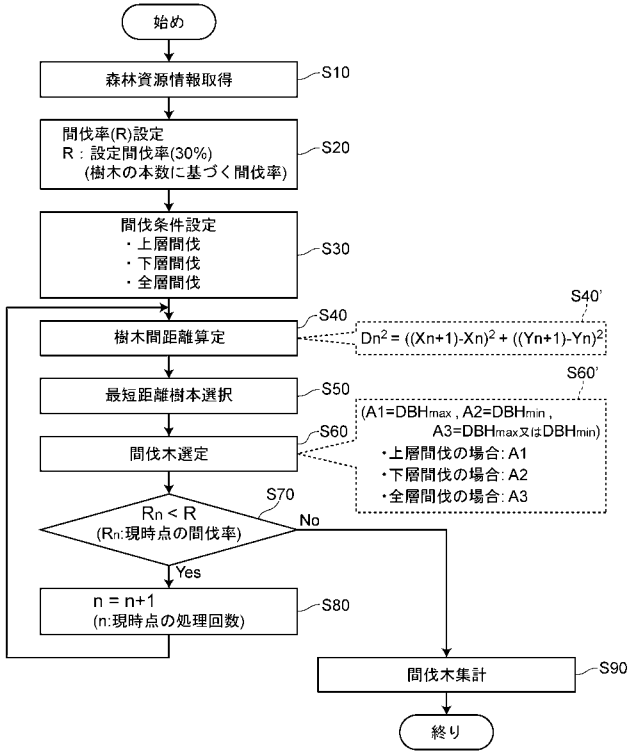 始め
森林資源情報取得
S10
間伐率(R)設定
R：設定間伐率(30%)
(樹木の本数に基づく間伐率)
S20
間伐条件設定
・上層間伐
・下層間伐
・全層間伐
S30
樹木間距離算定
S40
S40’
Dn² = ((Xn+1)-Xn)² + ((Yn+1)-Yn)²
最短距離樹本選択
S50
間伐木選定
S60
S60’
(A1=DBHmax , A2=DBHmin ,
A3=DBHmax又はDBHmin)
・上層間伐の場合: A1
・下層間伐の場合: A2
・全層間伐の場合: A3
Rn < R
(Rn:現時点の間伐率)
S70
No
Yes
n = n+1
(n:現時点の処理回数)
S80
間伐木集計
S90
終り